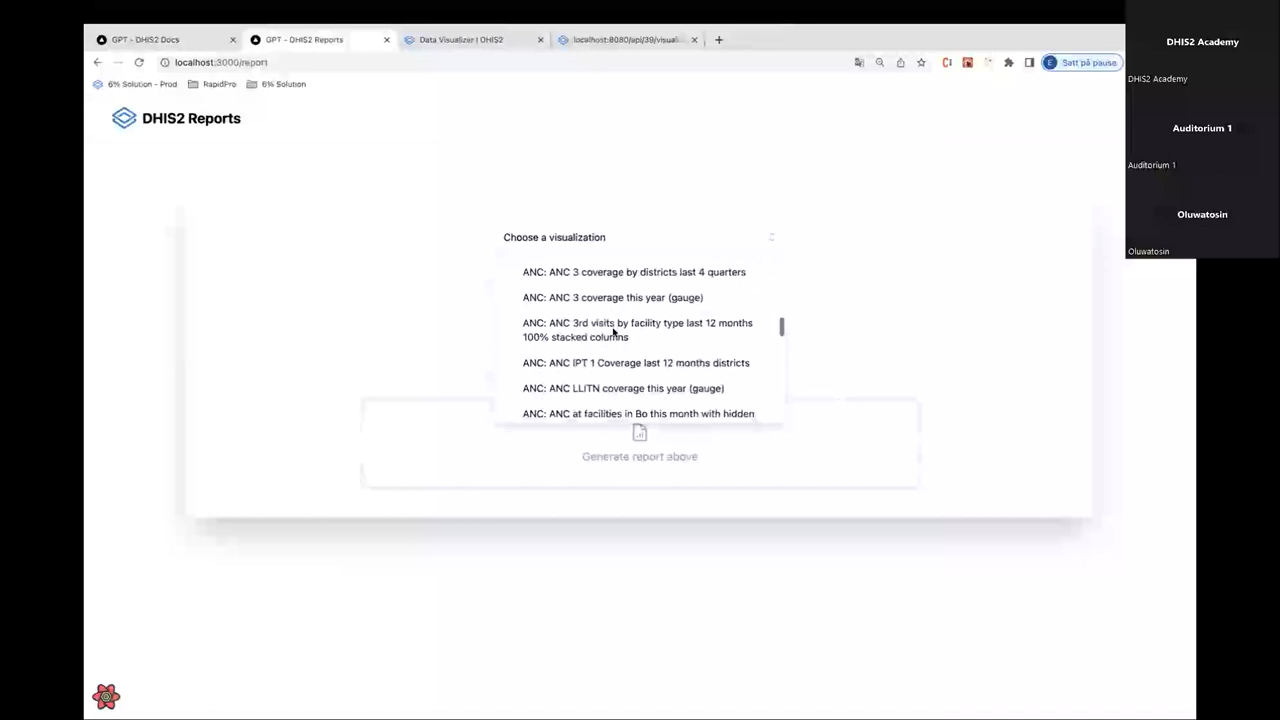 GPT - DHIS2 Docs
GPT - DHIS2 Reports
Data Visualizer | DHIS2
localhost:8080/api/39/visuali...
localhost:3000/report
Satt på pause
6% Solution - Prod
RapidPro
6% Solution
DHIS2 Reports
Choose a visualization
ANC: ANC 3 coverage by districts last 4 quarters
ANC: ANC 3 coverage this year (gauge)
ANC: ANC 3rd visits by facility type last 12 months
100% stacked columns
ANC: ANC IPT 1 Coverage last 12 months districts
ANC: ANC LLITN coverage this year (gauge)
ANC: ANC at facilities in Bo this month with hidden
Generate report above
DHIS2 Academy
DHIS2 Academy
Auditorium 1
Auditorium 1
Oluwatosin
Oluwatosin